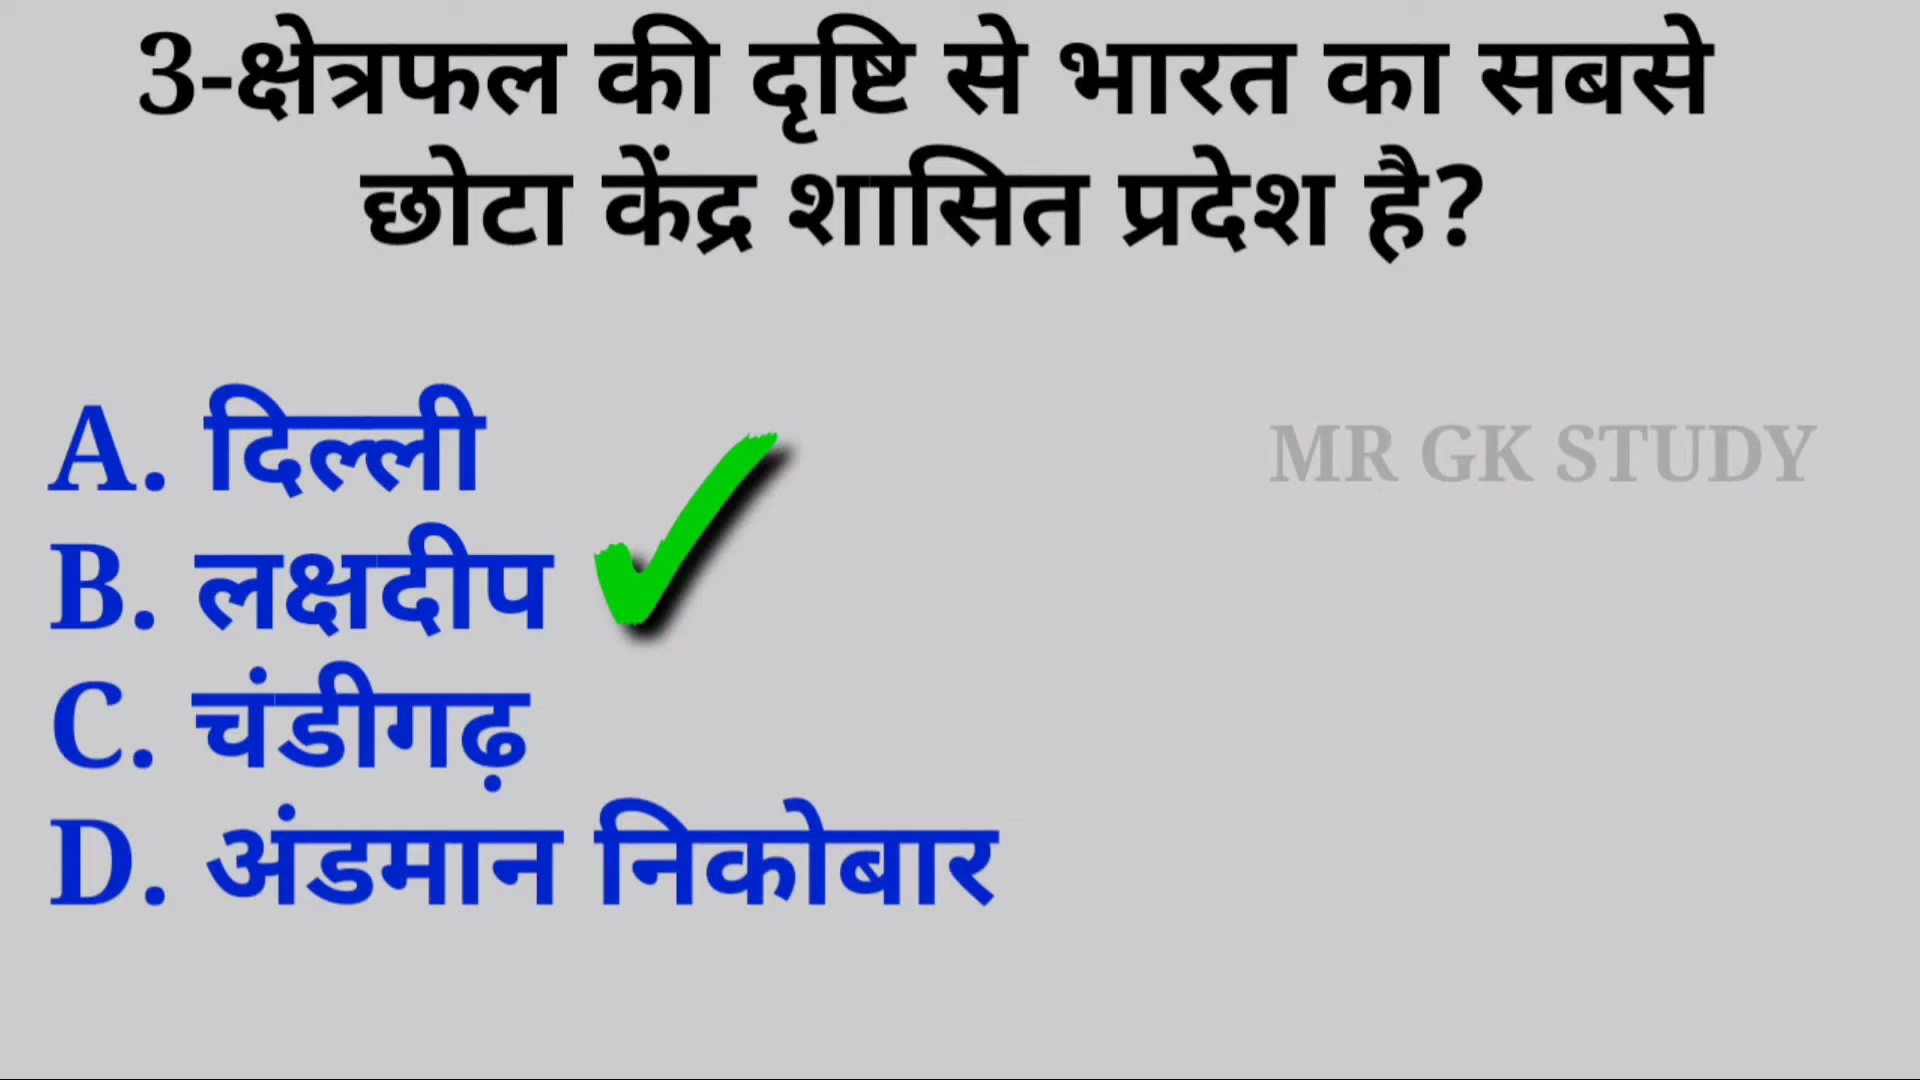 3-क्षेत्रफल की दृष्टि से भारत का सबसे
छोटा केंद्र शासित प्रदेश है?
A. दिल्ली
MR GK STUDY
B. लक्षदीप
C. चंडीगढ़
D. अंडमान निकोबार